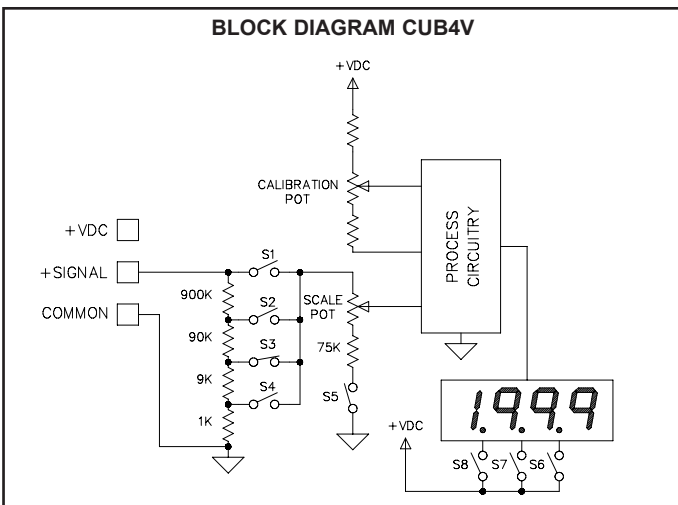 BLOCK DIAGRAM CUB4V
+VDC
CALIBRATION
POT
PROCESS
CIRCUITRY
+VDC
+SIGNAL
COMMON
S1
900K
S2
SCALE
POT
90K
S3
75K
9K
S4
S5
1K
+VDC
1.9.9.9
S8
S7
S6